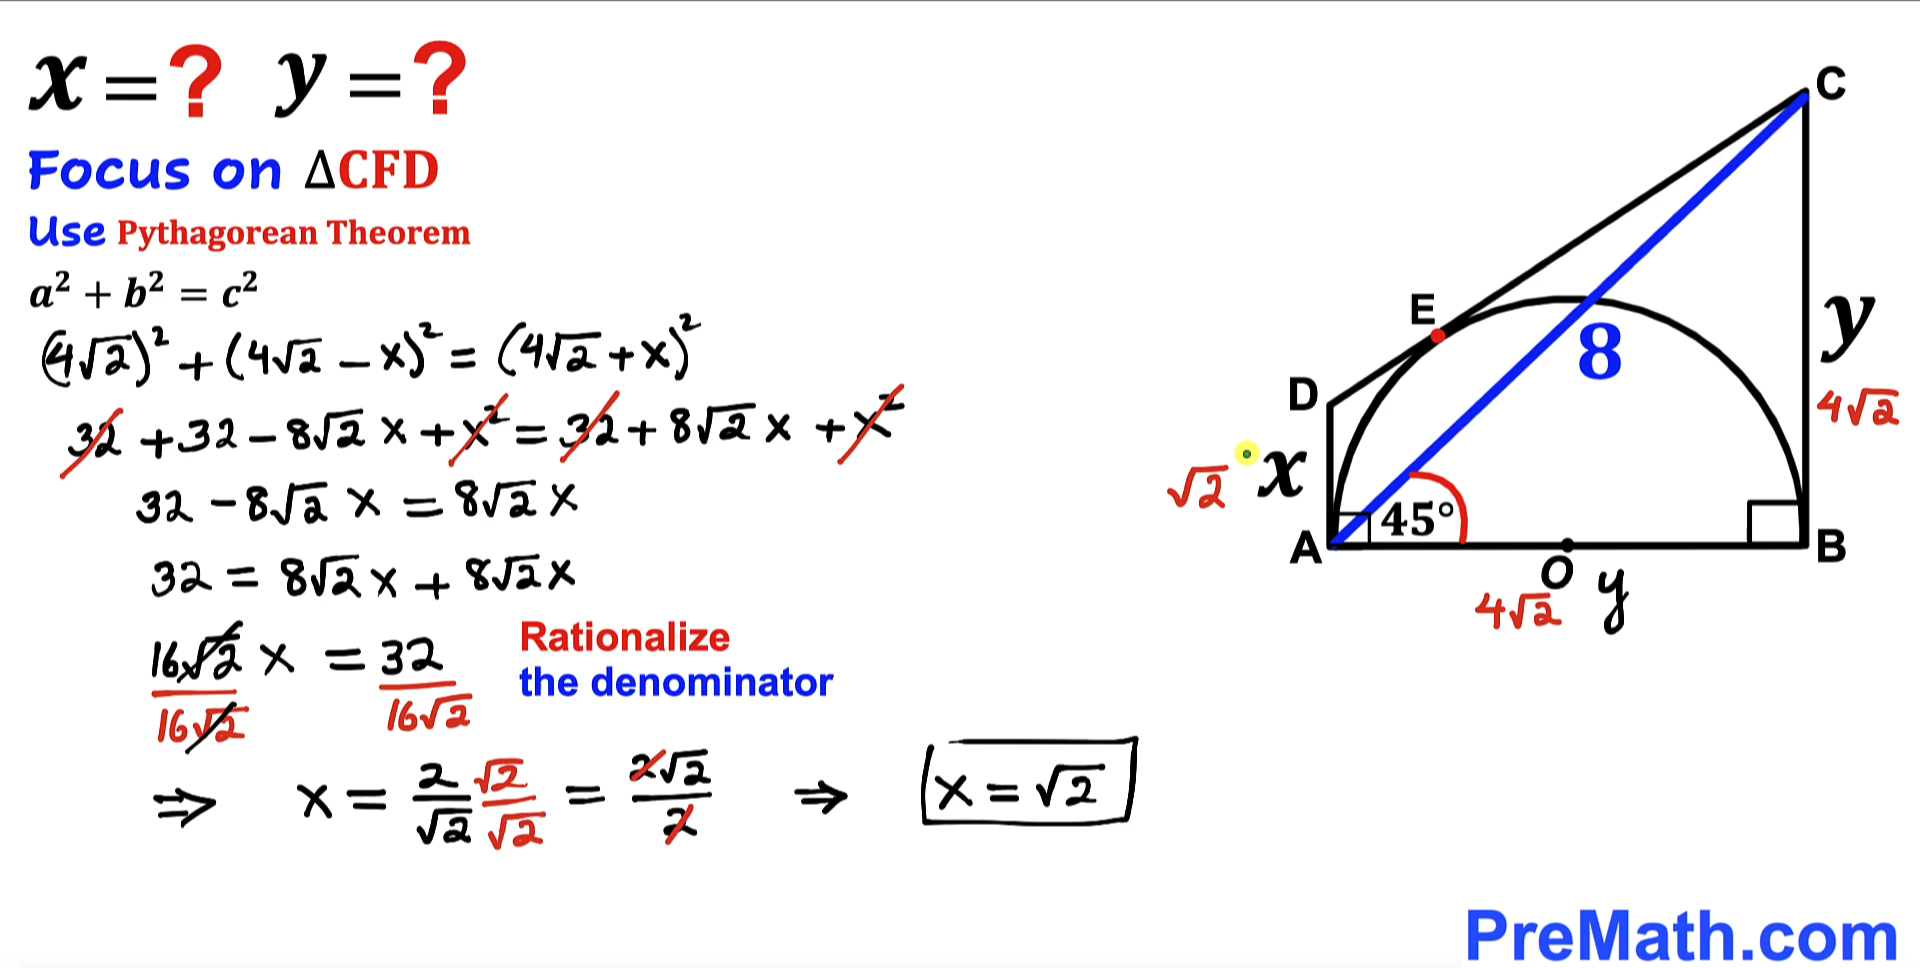 x = ? y = ?
Focus on ΔCFD
Use Pythagorean Theorem
a² + b² = c²
(4√2)² + (4√2 − x)² = (4√2 + x)²
32 + 32 − 8√2 x + x² = 32 + 8√2 x + x²
32 − 8√2 x = 8√2 x
32 = 8√2 x + 8√2 x
16√2 x / 16√2 = 32 / 16√2
Rationalize
the denominator
⇒ x = 2/√2 √2/√2 = 2√2/2 ⇒ x = √2
C
E
8
y
D
4√2
√2 x
45°
A
B
O
4√2 y
PreMath.com